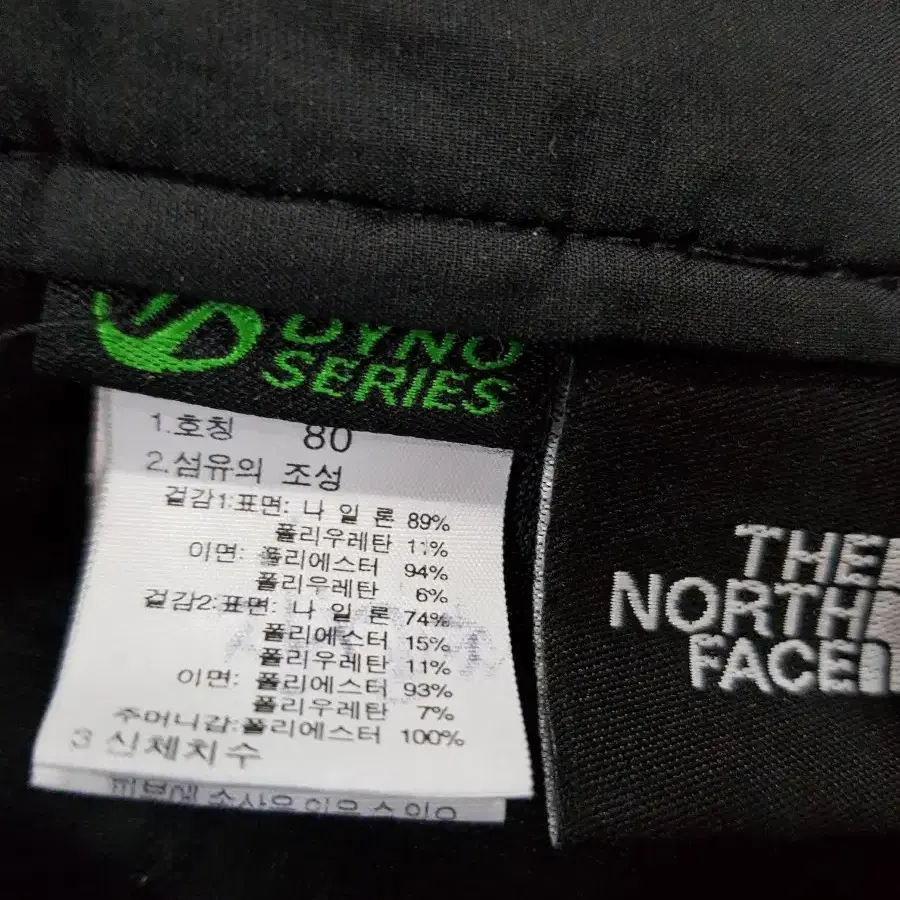 DYNO
SERIES
1.호칭 80
2.섬유의 조성
겉감1:표면: 나 일 론 89%
폴리우레탄 11%
이면: 폴리에스터 94%
폴리우레탄 6%
겉감2:표면: 나 일 론 74%
폴리에스터 15%
폴리우레탄 11%
이면: 폴리에스터 93%
폴리우레탄 7%
주머니감:폴리에스터 100%
3 신체치수
THE
NORTH
FACE